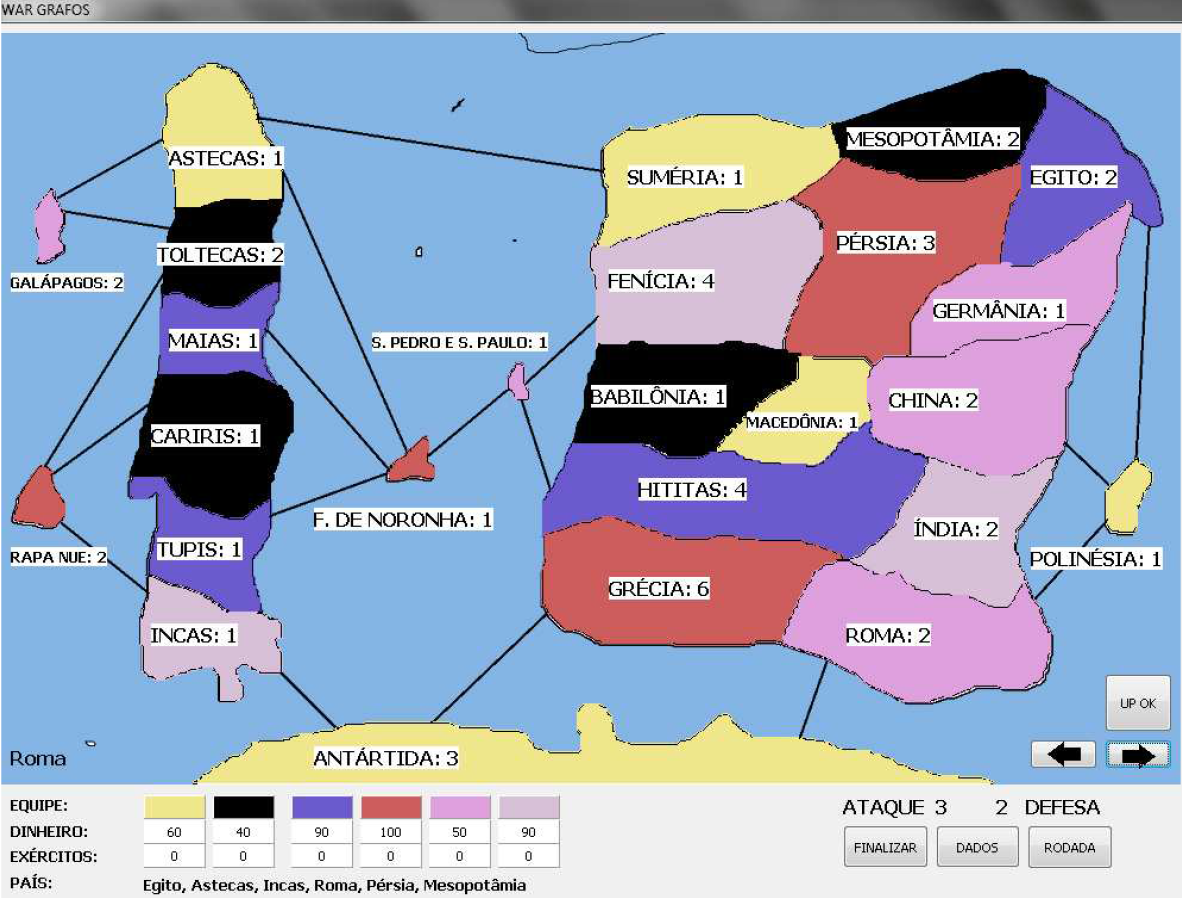 WAR GRAFOS
MESOPOTÂMIA: 2
ASTECAS: 1
SUMÉRIA: 1
EGITO: 2
PÉRSIA: 3
TOLTECAS: 2
GALÁPAGOS: 2
FENÍCIA: 4
GERMÂNIA: 1
MAIAS: 1
S. PEDRO E S. PAULO: 1
BABILÔNIA: 1
CHINA: 2
MACEDÔNIA: 1
CARIRIS: 1
HITITAS: 4
F. DE NORONHA: 1
ÍNDIA: 2
TUPIS: 1
RAPA NUE: 2
POLINÉSIA: 1
GRÉCIA: 6
INCAS: 1
ROMA: 2
UP OK
Roma
ANTÁRTIDA: 3
EQUIPE:
ATAQUE 3 2 DEFESA
DINHEIRO: 60 40 90 100 50 90
EXÉRCITOS: 0 0 0 0 0 0
FINALIZAR DADOS RODADA
PAÍS: Egito, Astecas, Incas, Roma, Pérsia, Mesopotâmia